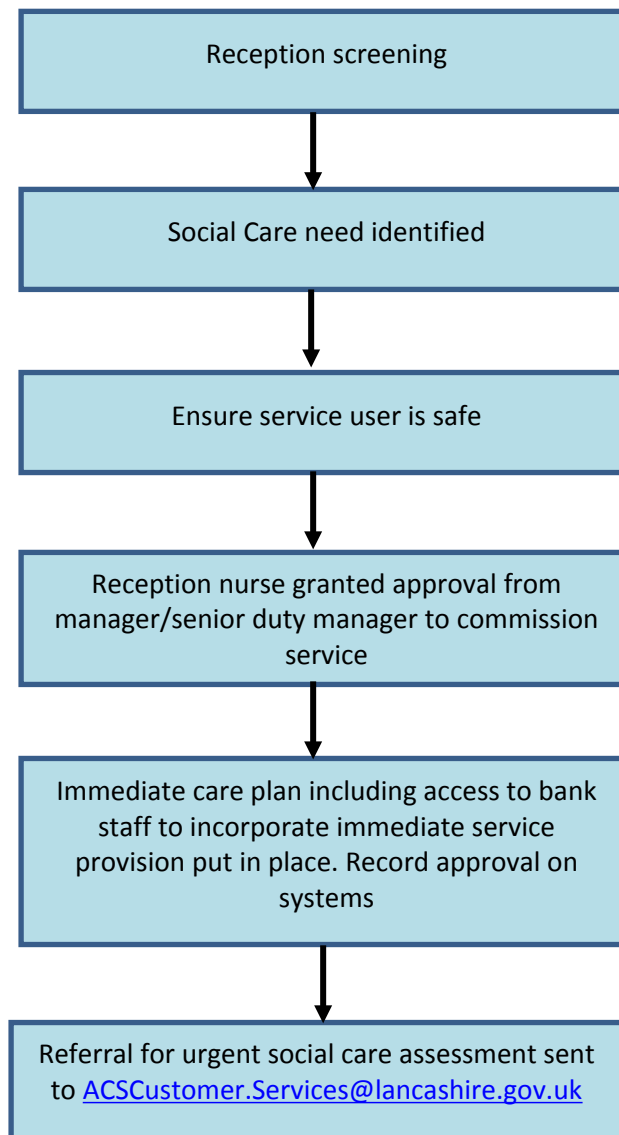 Reception screening
Social Care need identified
Ensure service user is safe
Reception nurse granted approval from
manager/senior duty manager to commission
service
Immediate care plan including access to bank
staff to incorporate immediate service
provision put in place. Record approval on
systems
Referral for urgent social care assessment sent
to ACSCustomer.Services@lancashire.gov.uk